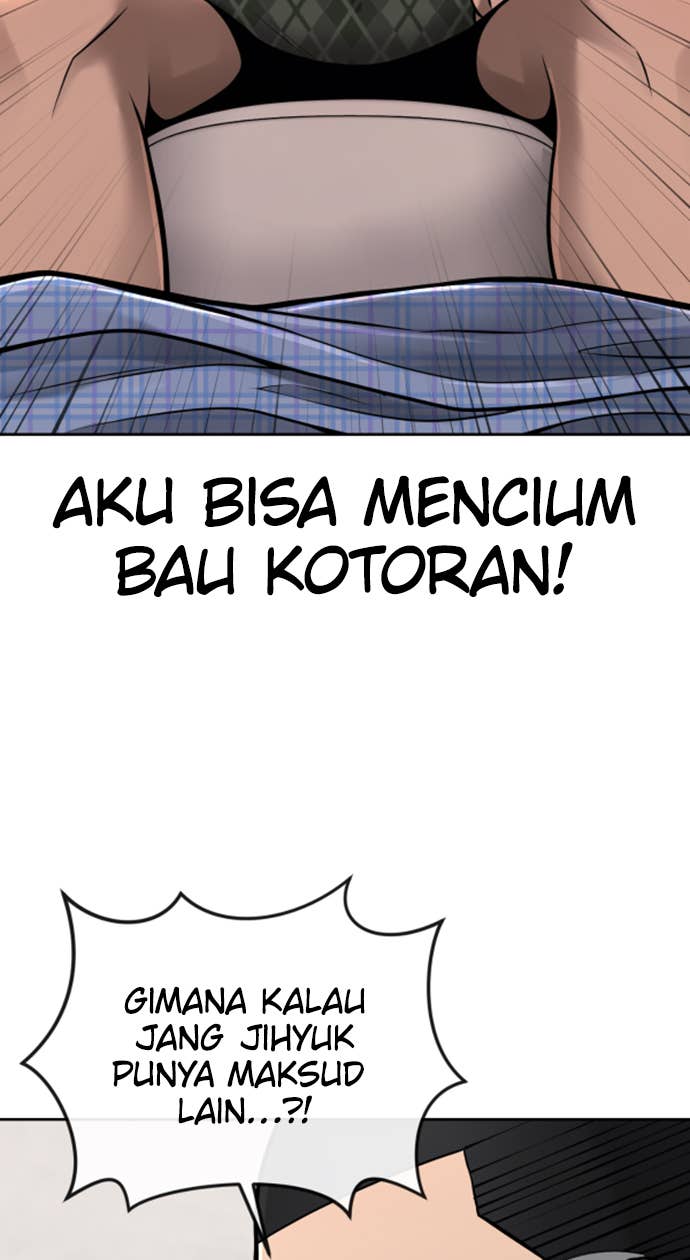 AKU BISA MENCIUM
BAU KOTORAN!
GIMANA KALAU
JANG JIHYUK
PUNYA MAKSUD
LAIN...?!